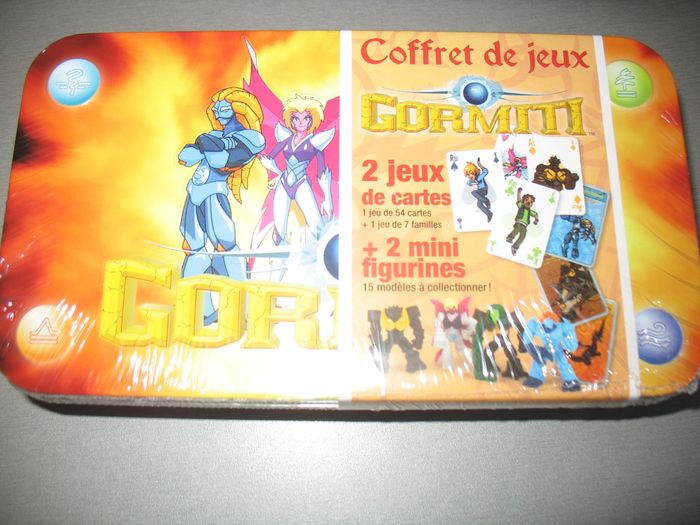 Coffret de jeux
GORMITI™
2 jeux
de cartes
1 jeu de 54 cartes
+ 1 jeu de 7 familles
+ 2 mini
figurines
15 modèles à collectionner !
GOR